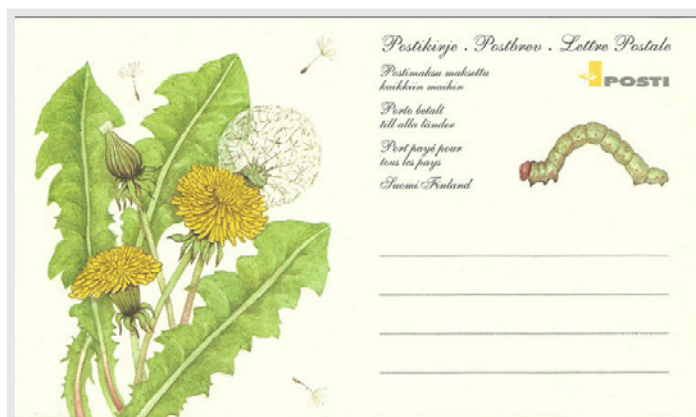 Postikirje . Postbrev . Lettre Postale
Postimaksu maksettu
kaikkiin maihin
POSTI
Porto betalt
till alla länder
Port payé pour
tous les pays
Suomi Finland